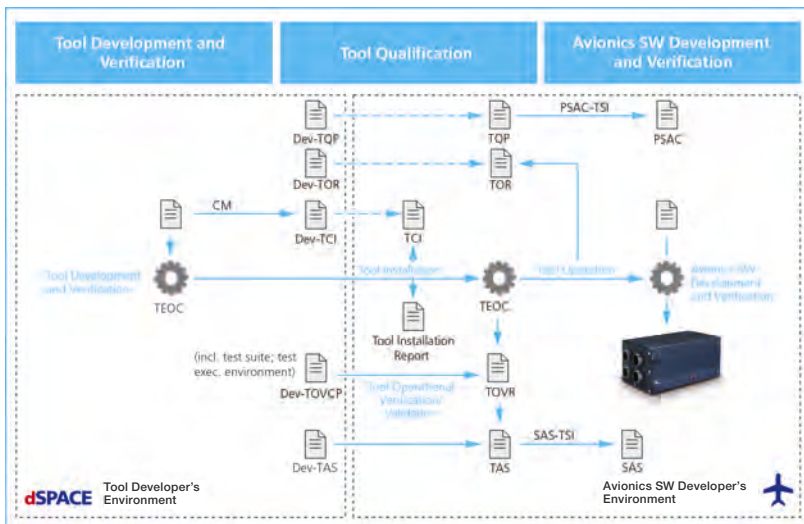 Tool Development and
Verification
Tool Qualification
Avionics SW Development
and Verification
Dev-TQP
TQP
PSAC-TSI
PSAC
Dev-TOR
TOR
CM
Dev-TCI
TCI
Tool Development
and Verification
TEOC
Tool Installation
TEOC
Tool Operation
Avionics SW
Development
and Verification
Tool Installation
Report
(incl. test suite; test
exec. environment)
Dev-TOVCP
Tool Operational
Verification/
Validation
TOVR
Dev-TAS
TAS
SAS-TSI
SAS
dSPACE
Tool Developer's
Environment
Avionics SW Developer's
Environment